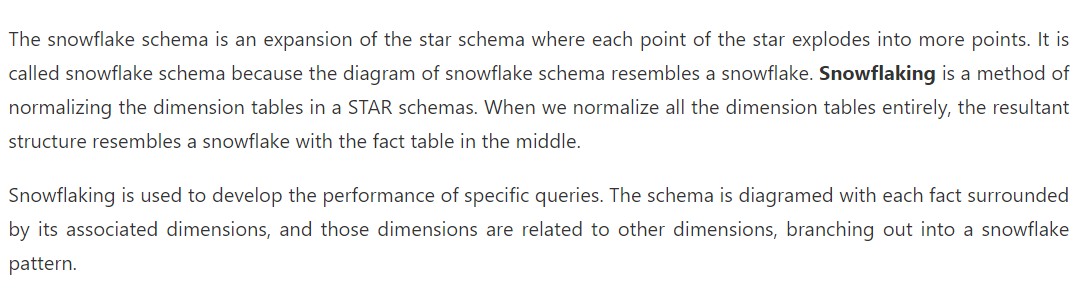 The snowflake schema is an expansion of the star schema where each point of the star explodes into more points. It is
called snowflake schema because the diagram of snowflake schema resembles a snowflake. Snowflaking is a method of
normalizing the dimension tables in a STAR schemas. When we normalize all the dimension tables entirely, the resultant
structure resembles a snowflake with the fact table in the middle.
Snowflaking is used to develop the performance of specific queries. The schema is diagramed with each fact surrounded
by its associated dimensions, and those dimensions are related to other dimensions, branching out into a snowflake
pattern.